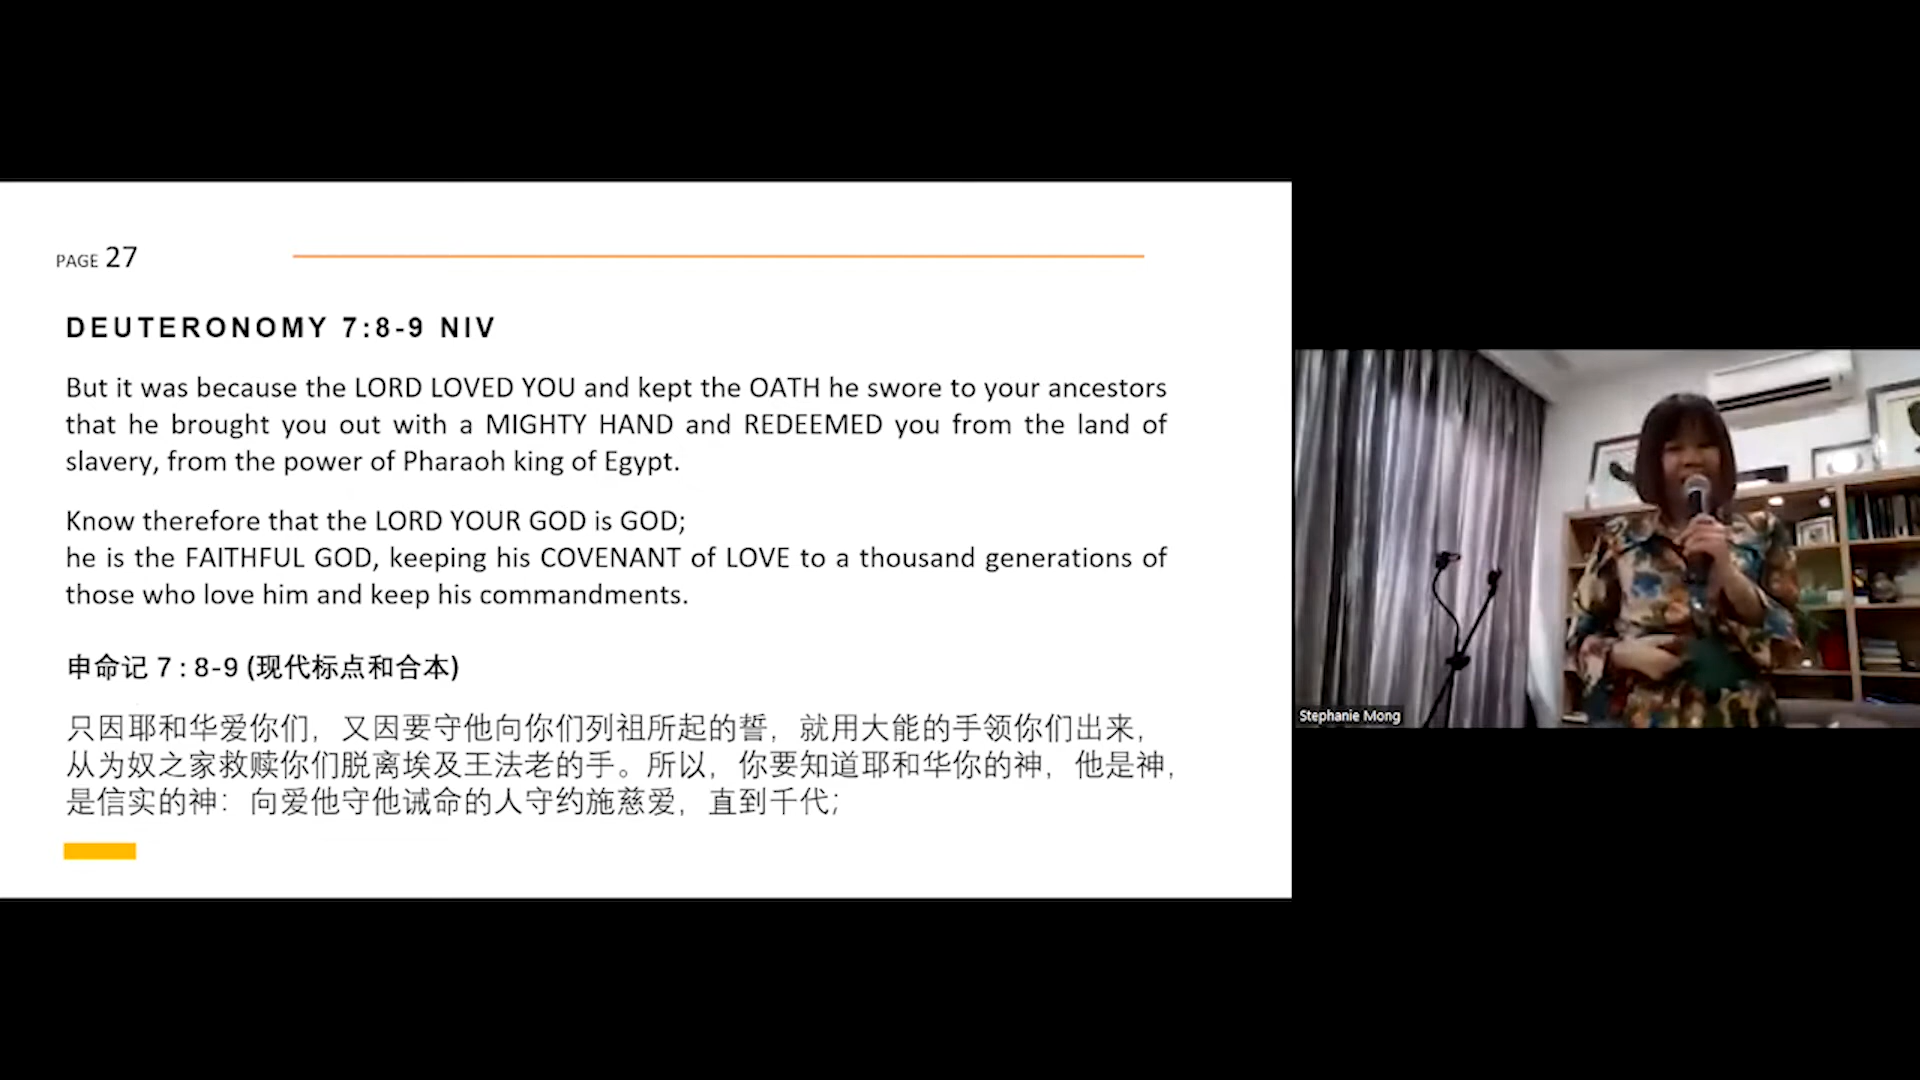 PAGE 27
DEUTERONOMY 7:8-9 NIV
But it was because the LORD LOVED YOU and kept the OATH he swore to your ancestors
that he brought you out with a MIGHTY HAND and REDEEMED you from the land of
slavery, from the power of Pharaoh king of Egypt.
Know therefore that the LORD YOUR GOD is GOD;
he is the FAITHFUL GOD, keeping his COVENANT of LOVE to a thousand generations of
those who love him and keep his commandments.
申命记 7 : 8-9 (现代标点和合本)
只因耶和华爱你们，又因要守他向你们列祖所起的誓，就用大能的手领你们出来，
从为奴之家救赎你们脱离埃及王法老的手。所以，你要知道耶和华你的神，他是神，
是信实的神：向爱他守他诫命的人守约施慈爱，直到千代；
Stephanie Mong